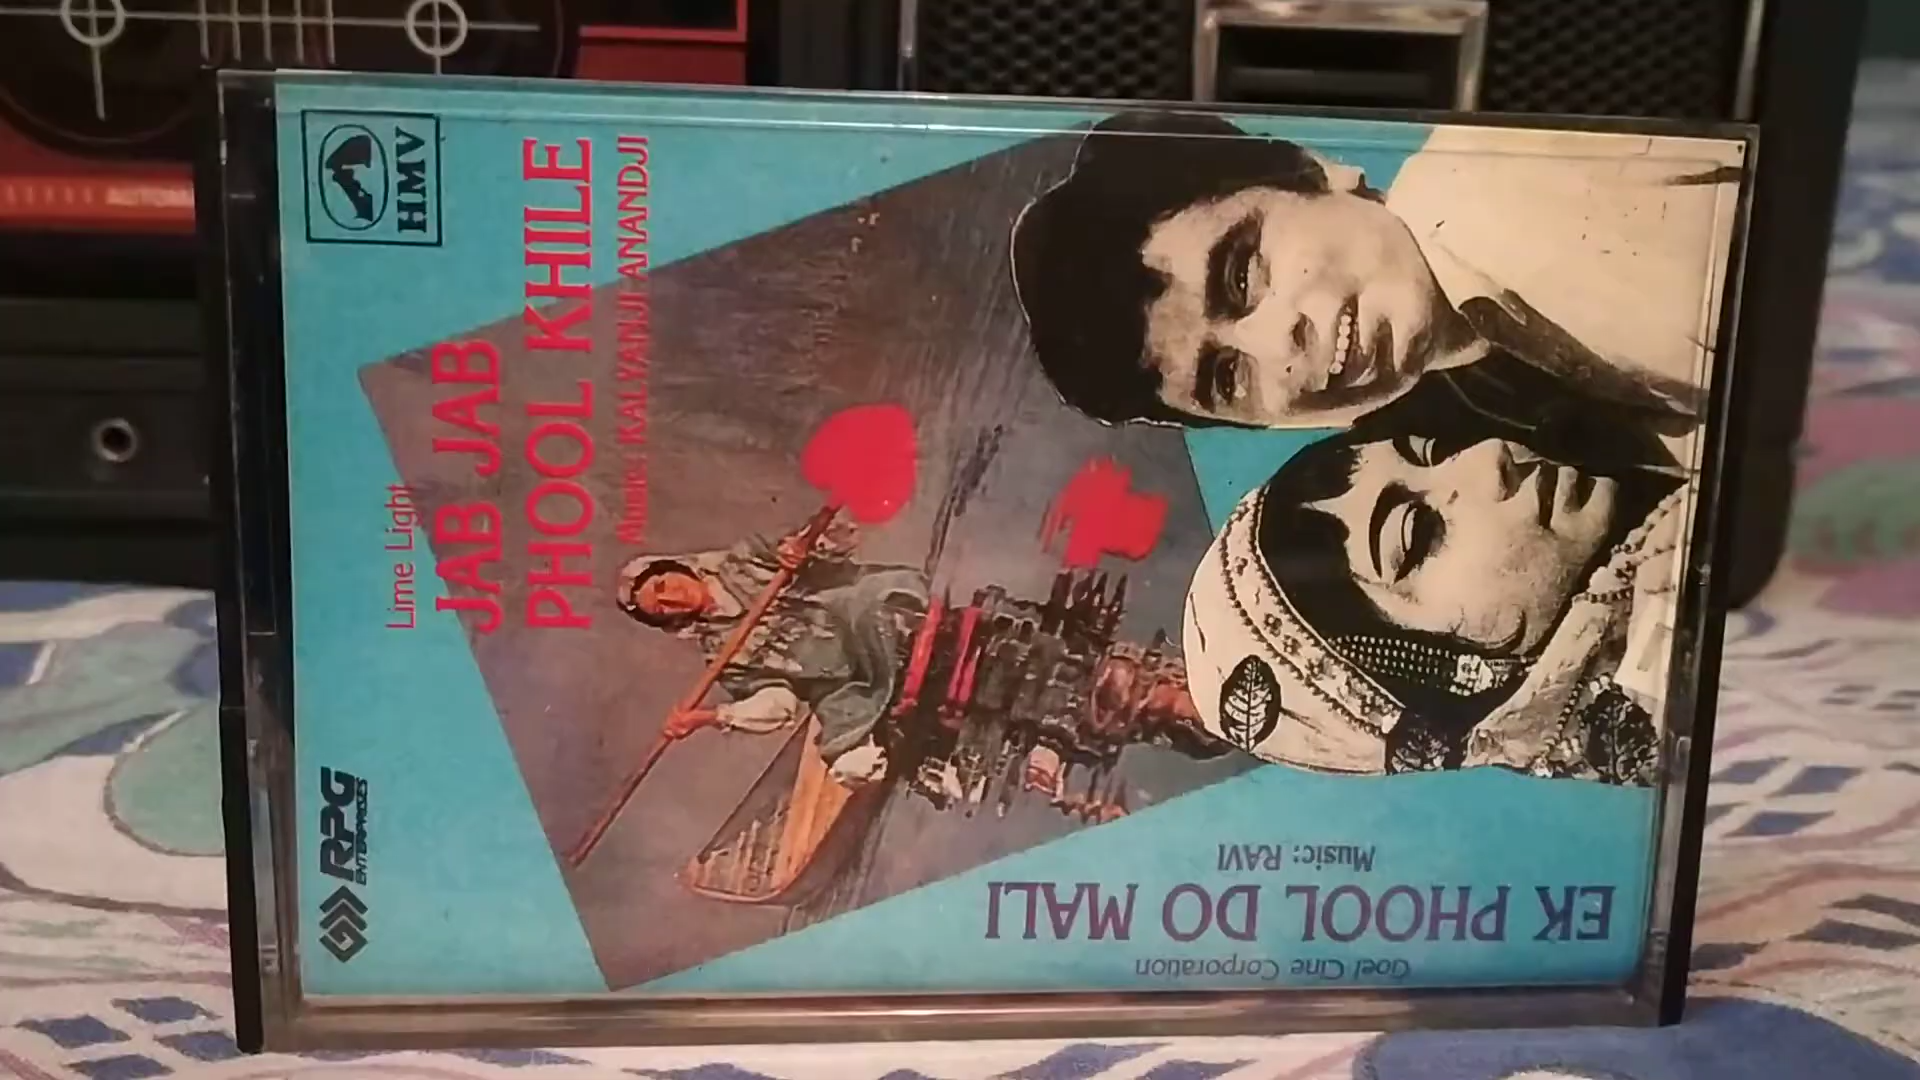 HMV
Lime Light
JAB JAB
PHOOL KHILE
Music: KALYANJI ANANDJI
RPG
ENTERPRISES
Goel Cine Corporation
EK PHOOL DO MALI
Music: RAVI